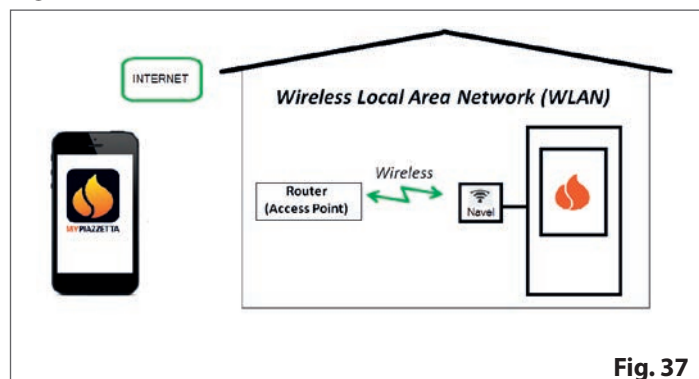 INTERNET
Wireless Local Area Network (WLAN)
Wireless
Router
(Access Point)
Navel
MYPIAZZETTA
Fig. 37